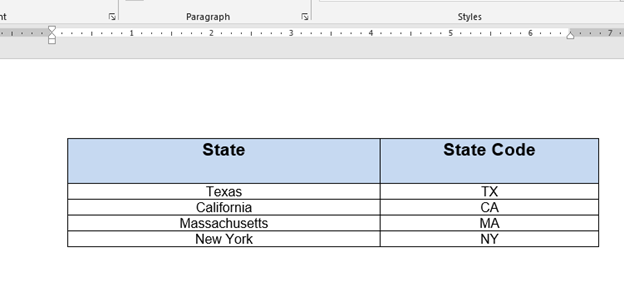 nt Paragraph Styles
1 2 3 4 5 6 7
State State Code
Texas TX
California CA
Massachusetts MA
New York NY